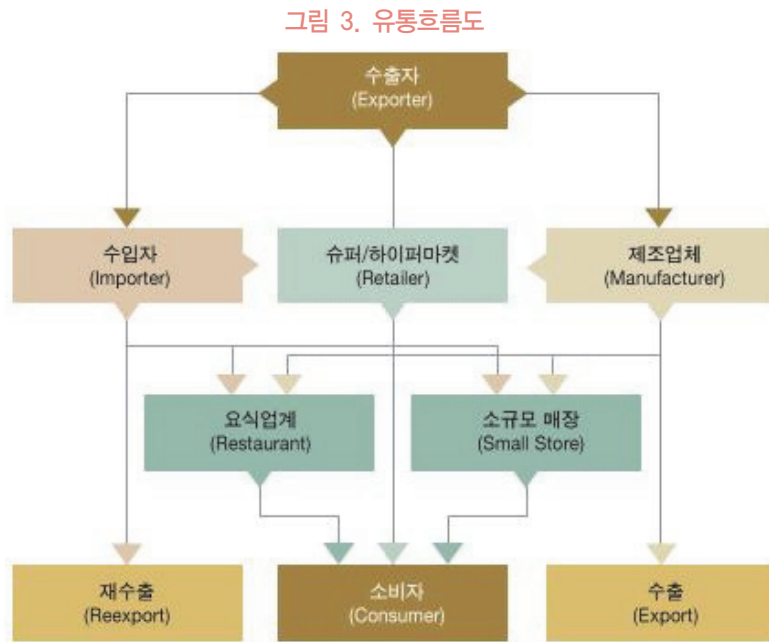 그림 3. 유통흐름도
수출자
(Exporter)
수입자
(Importer)
슈퍼/하이퍼마켓
(Retailer)
제조업체
(Manufacturer)
요식업계
(Restaurant)
소규모 매장
(Small Store)
재수출
(Reexport)
소비자
(Consumer)
수출
(Export)